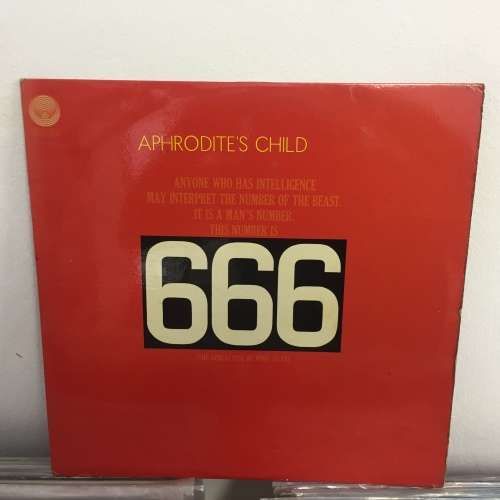 APHRODITE'S CHILD
ANYONE WHO HAS INTELLIGENCE
MAY INTERPRET THE NUMBER OF THE BEAST.
IT IS A MAN'S NUMBER.
THIS NUMBER IS
666